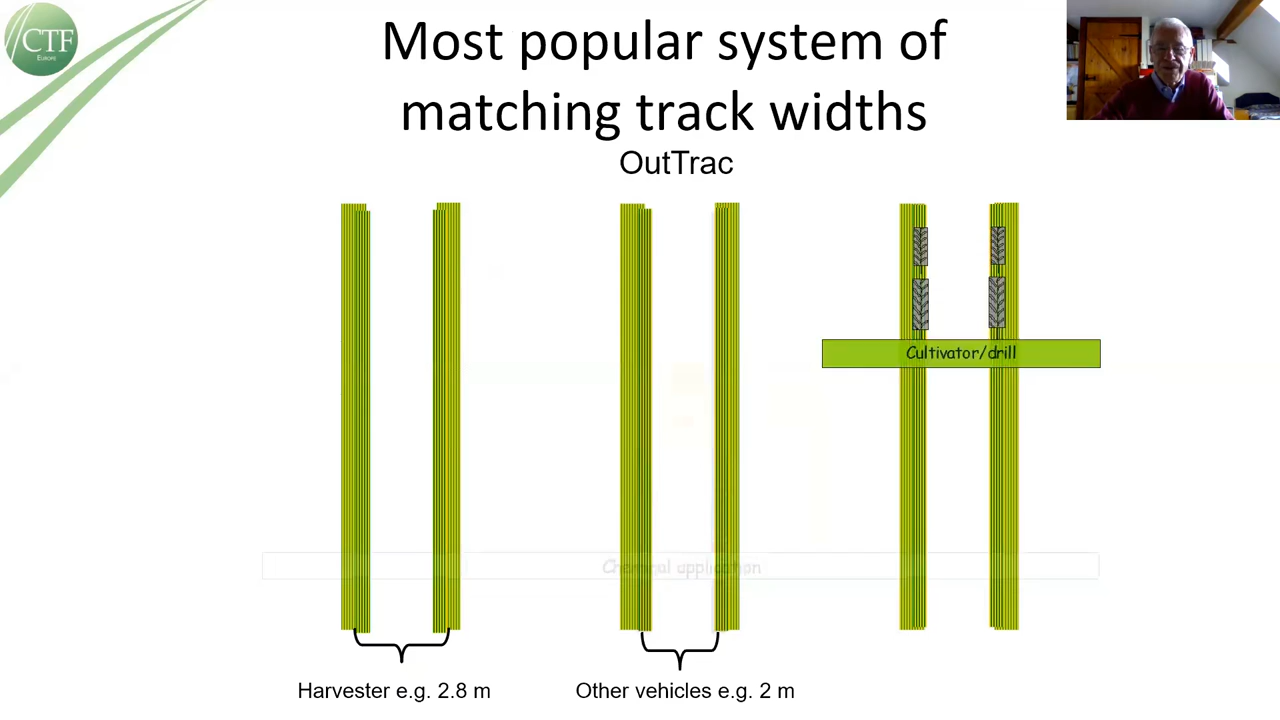 CTF
EUROPE
Most popular system of
matching track widths
OutTrac
Cultivator/drill
Chemical application
Harvester e.g. 2.8 m
Other vehicles e.g. 2 m